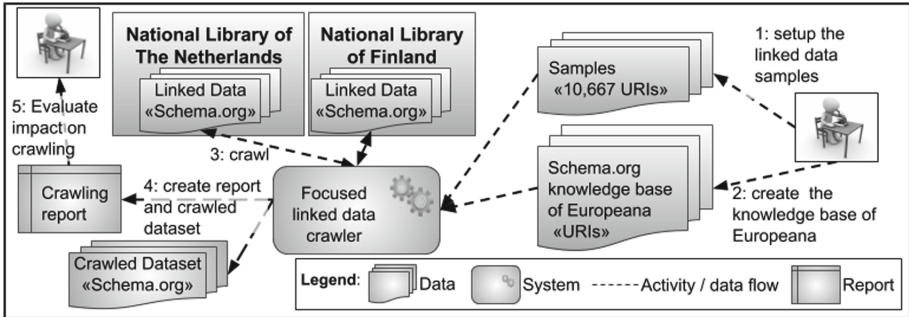 National Library of
The Netherlands
Linked Data
«Schema.org»
National Library
of Finland
Linked Data
«Schema.org»
Samples
«10,667 URIs»
1: setup the
linked data
samples
5: Evaluate
impact on
crawling
3: crawl
Crawling
report
4: create report
and crawled
dataset
Focused
linked data
crawler
Schema.org
knowledge base
of Europeana
«URIs»
2: create the
knowledge base of
Europeana
Crawled Dataset
«Schema.org»
Legend:
Data
System
Activity / data flow
Report